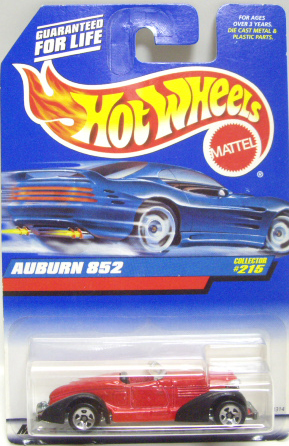 GUARANTEED
FOR LIFE
FOR AGES
OVER 3 YEARS.
DIE CAST METAL &
PLASTIC PARTS.
HOT WHEELS
MATTEL
®
AUBURN 852
COLLECTOR
#215